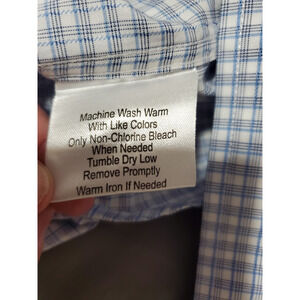 Machine Wash Warm
With Like Colors
Only Non-Chlorine Bleach
When Needed
Tumble Dry Low
Remove Promptly
Warm Iron If Needed